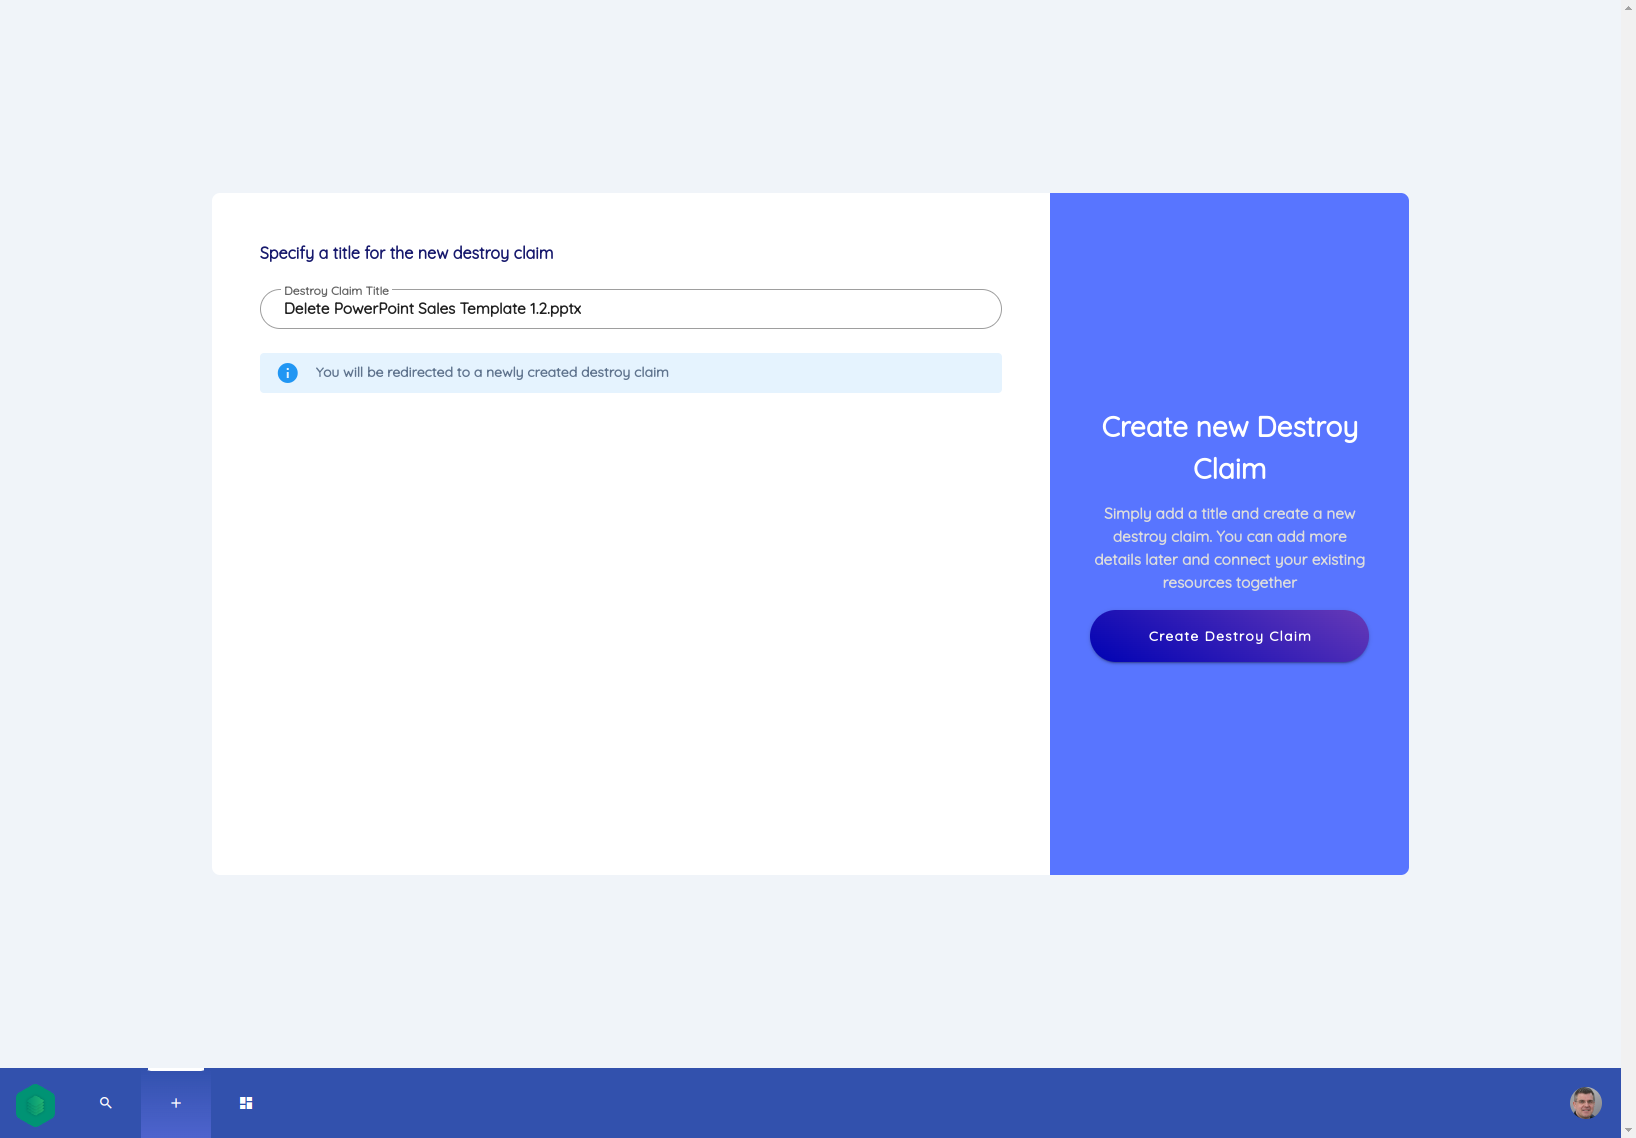 Specify a title for the new destroy claim
Destroy Claim Title
Delete PowerPoint Sales Template 1.2.pptx
You will be redirected to a newly created destroy claim
Create new Destroy
Claim
Simply add a title and create a new
destroy claim. You can add more
details later and connect your existing
resources together
Create Destroy Claim